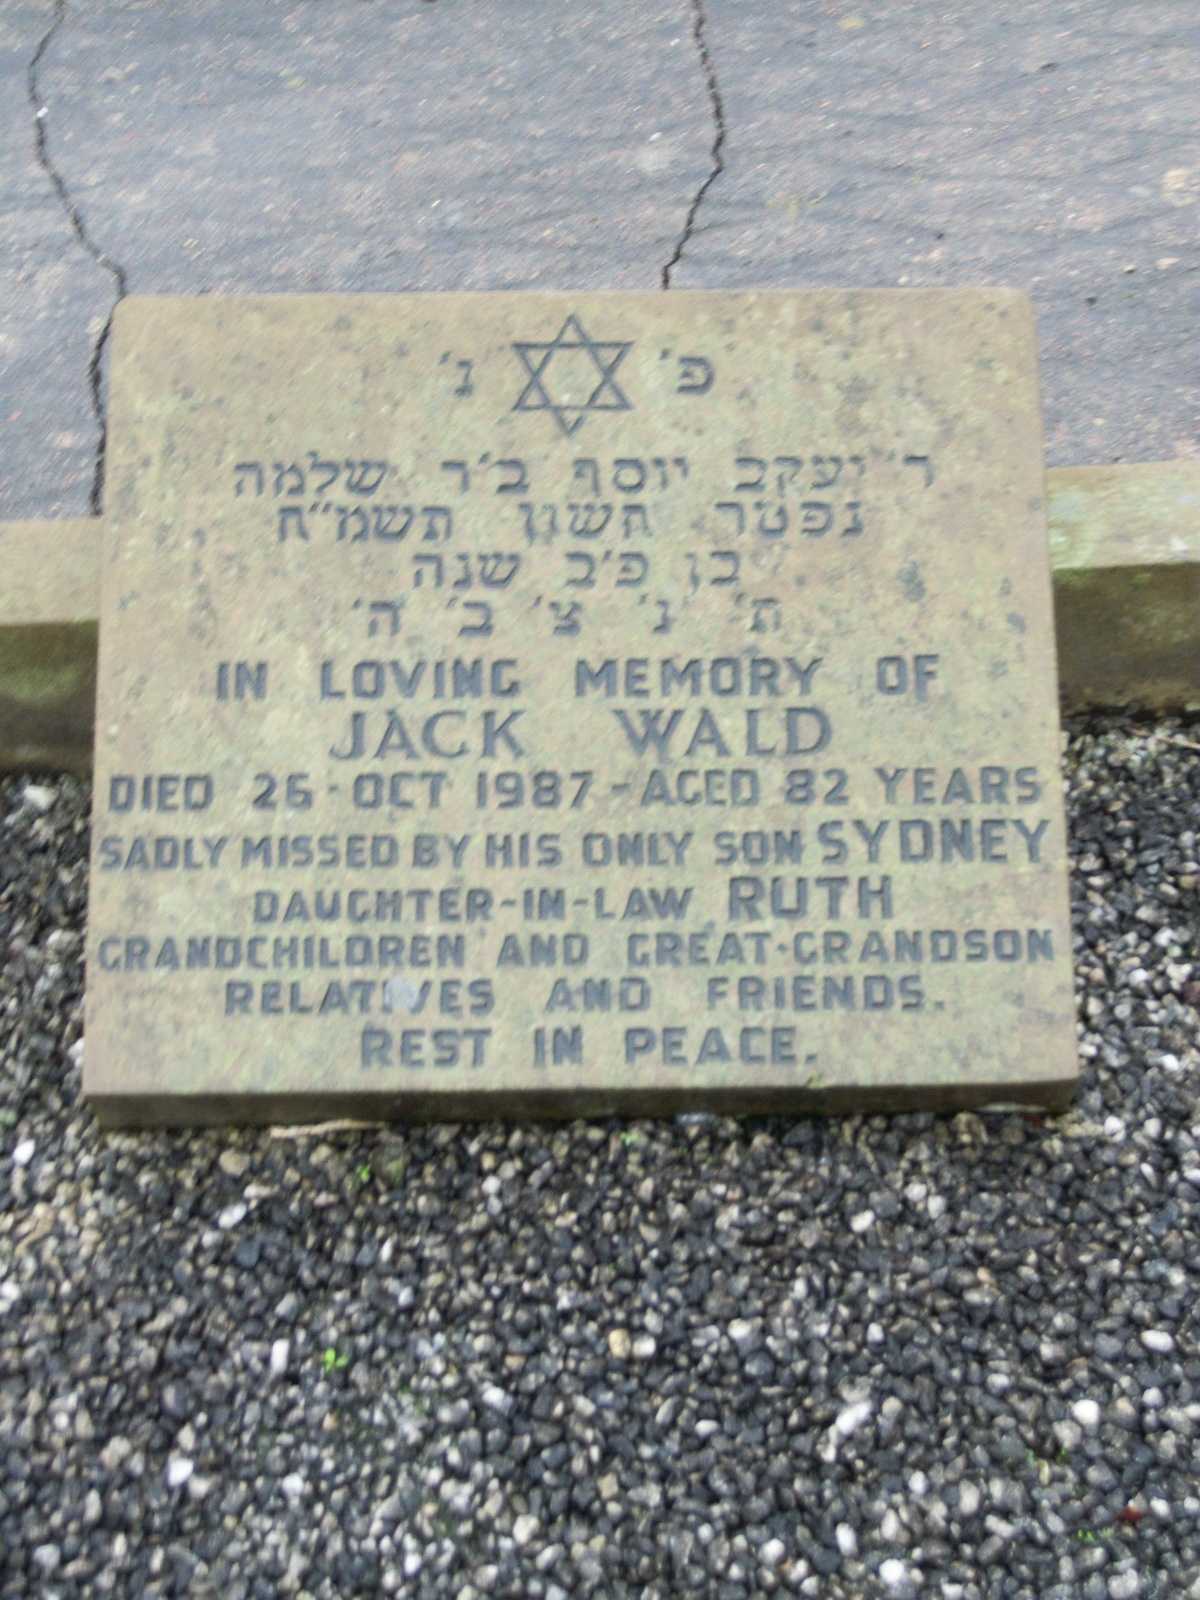 פ' נ'
ר' יעקב יוסף ב'ר שלמה
נפטר חשון תשמ"ח
בן פ'ב שנה
ת' נ' צ' ב' ה'
IN LOVING MEMORY OF
JACK WALD
DIED 26 · OCT 1987 - AGED 82 YEARS
SADLY MISSED BY HIS ONLY SON SYDNEY
DAUGHTER-IN-LAW RUTH
GRANDCHILDREN AND GREAT-GRANDSON
RELATIVES AND FRIENDS.
REST IN PEACE.